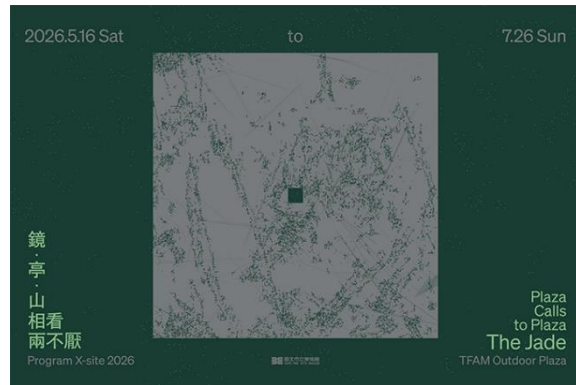 2026.5.16 Sat
to
7.26 Sun
鏡
·
亭
·
山
相看
兩不厭
Program X-site 2026
Plaza
Calls
to Plaza
The Jade
TFAM Outdoor Plaza